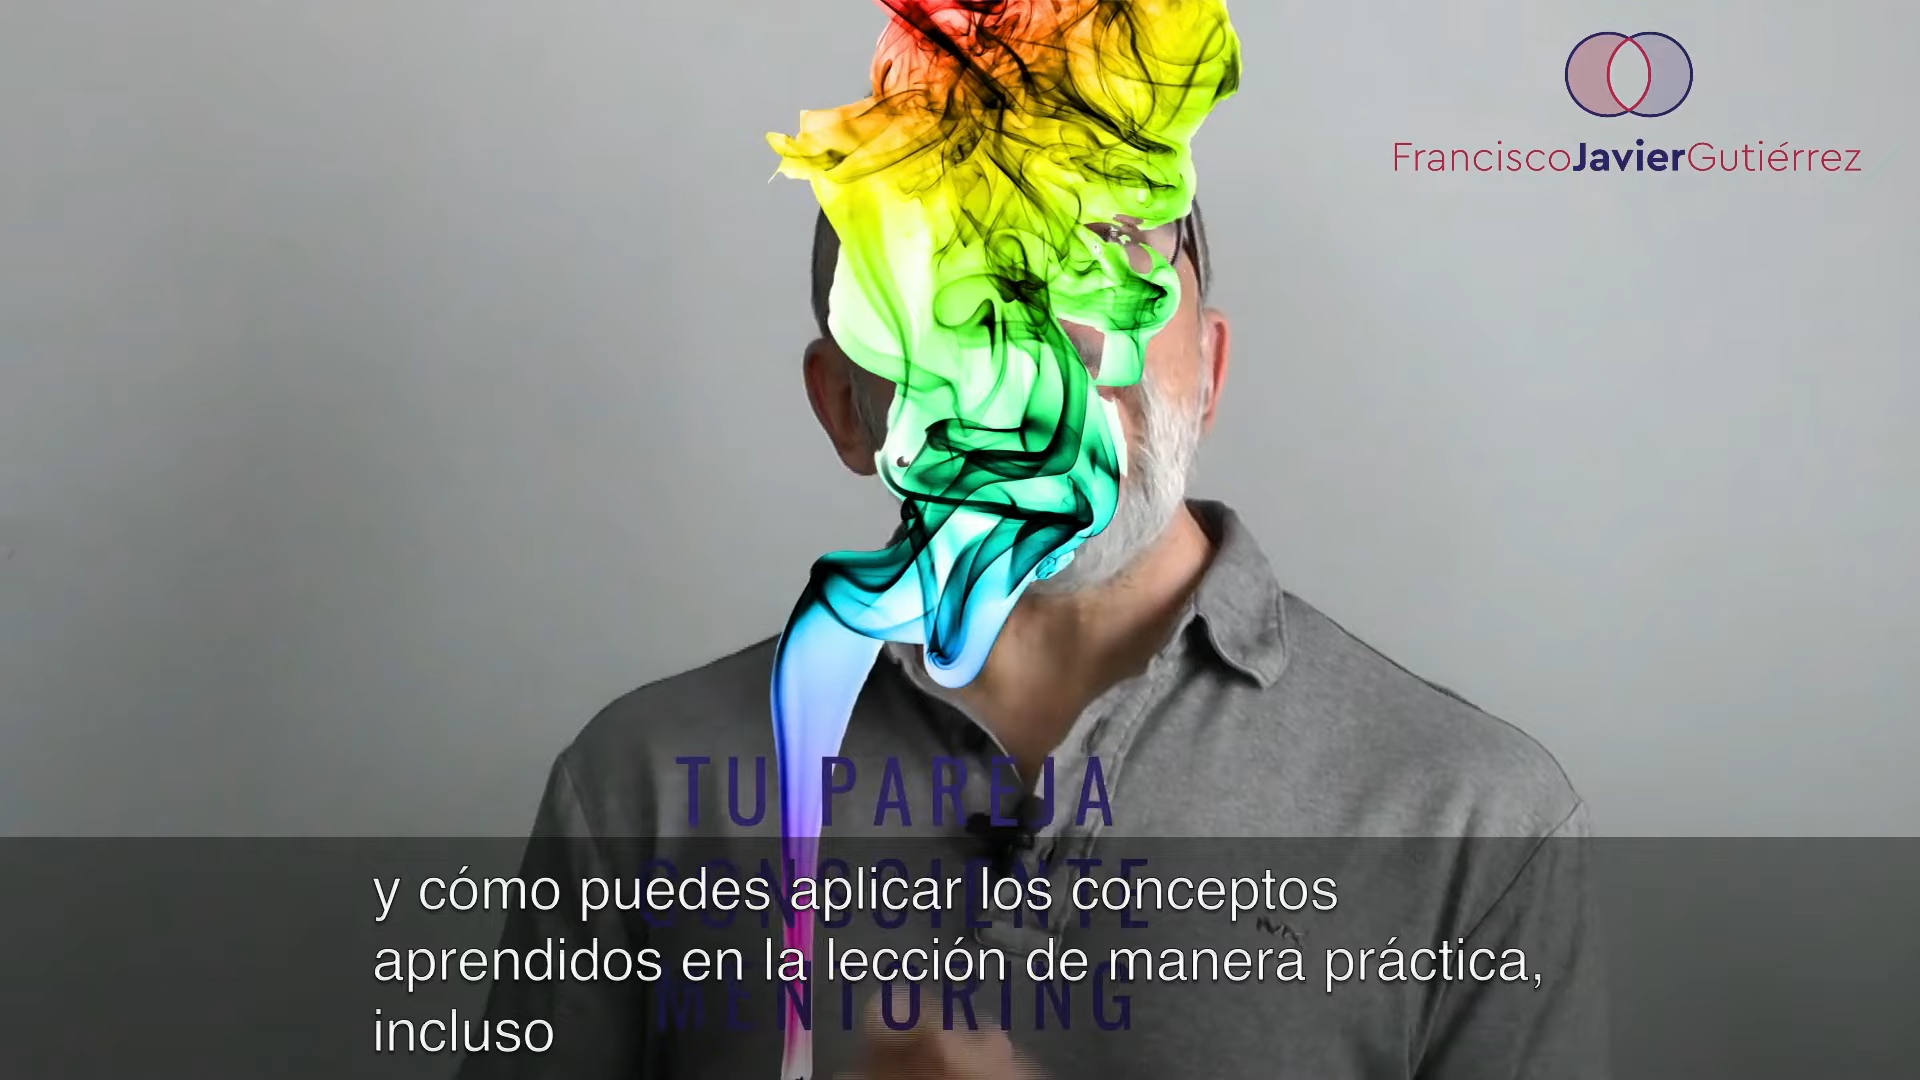 FranciscoJavierGutiérrez
TU PAREJA
CONSCIENTE
MENTORING
y cómo puedes aplicar los conceptos
aprendidos en la lección de manera práctica,
incluso